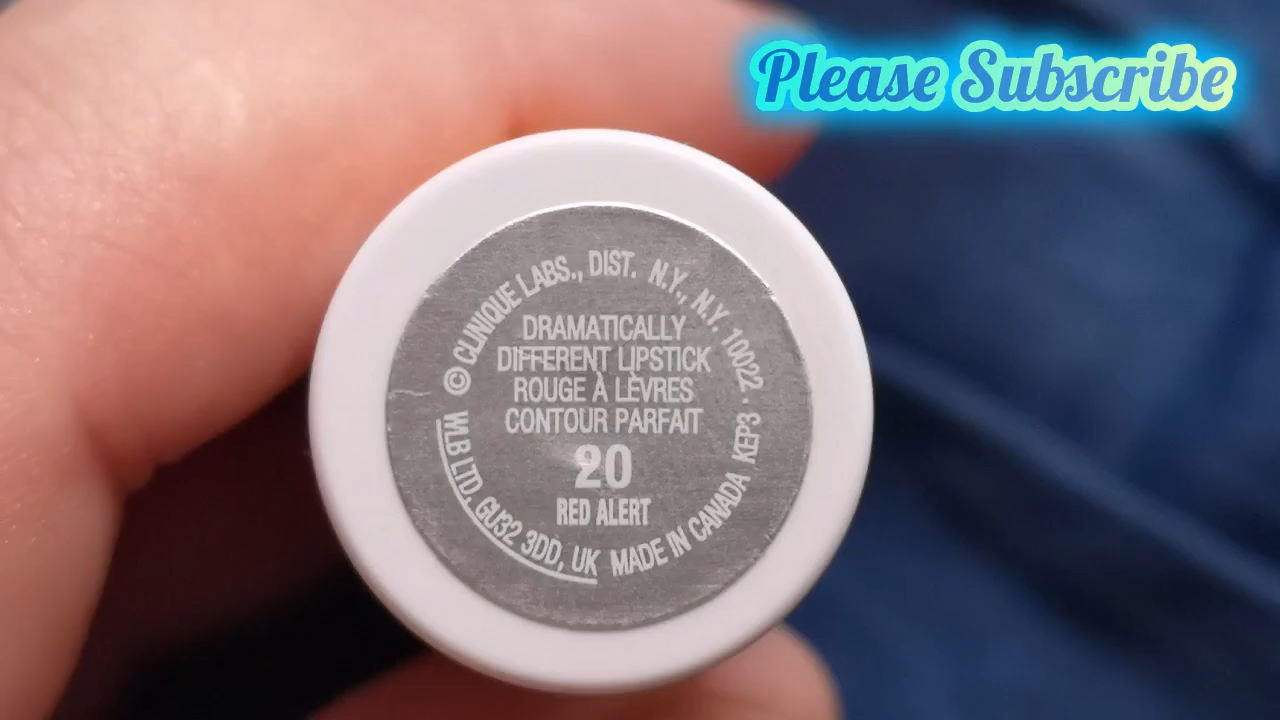 Please Subscribe
© CLINIQUE LABS., DIST. N.Y., N.Y. 10022 · KEP3
DRAMATICALLY
DIFFERENT LIPSTICK
ROUGE À LÈVRES
CONTOUR PARFAIT
20
RED ALERT
WLB LTD, GU32 3DD, UK MADE IN CANADA